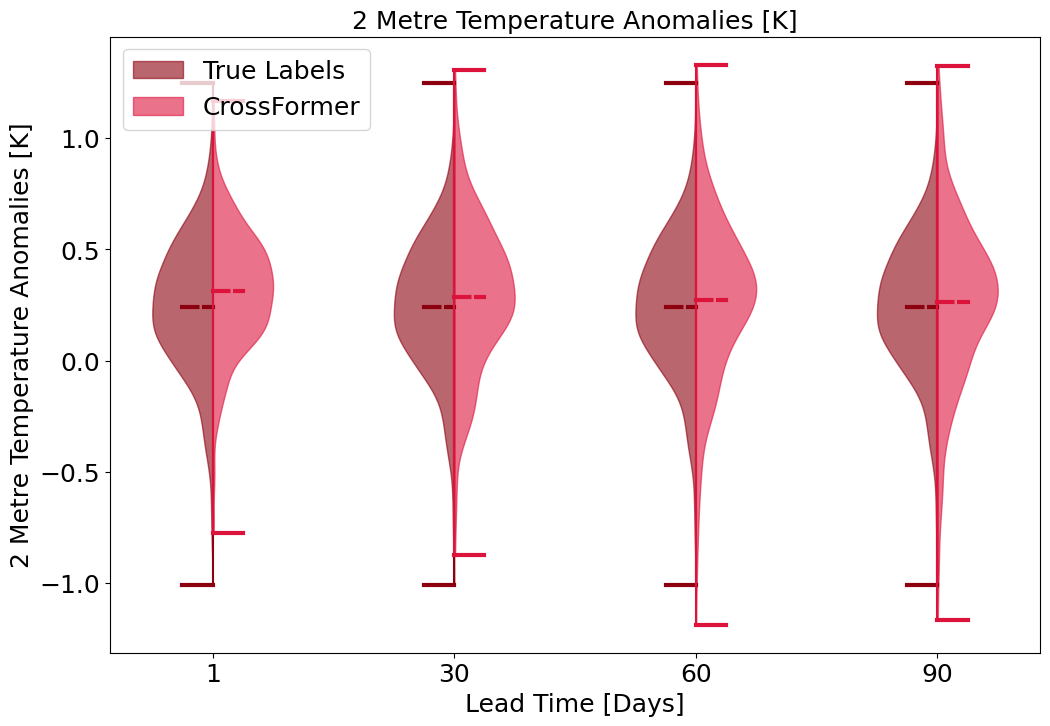 2 Metre Temperature Anomalies [K]
True Labels
CrossFormer
2 Metre Temperature Anomalies [K]
1.0
0.5
0.0
−0.5
−1.0
1 30 60 90
Lead Time [Days]